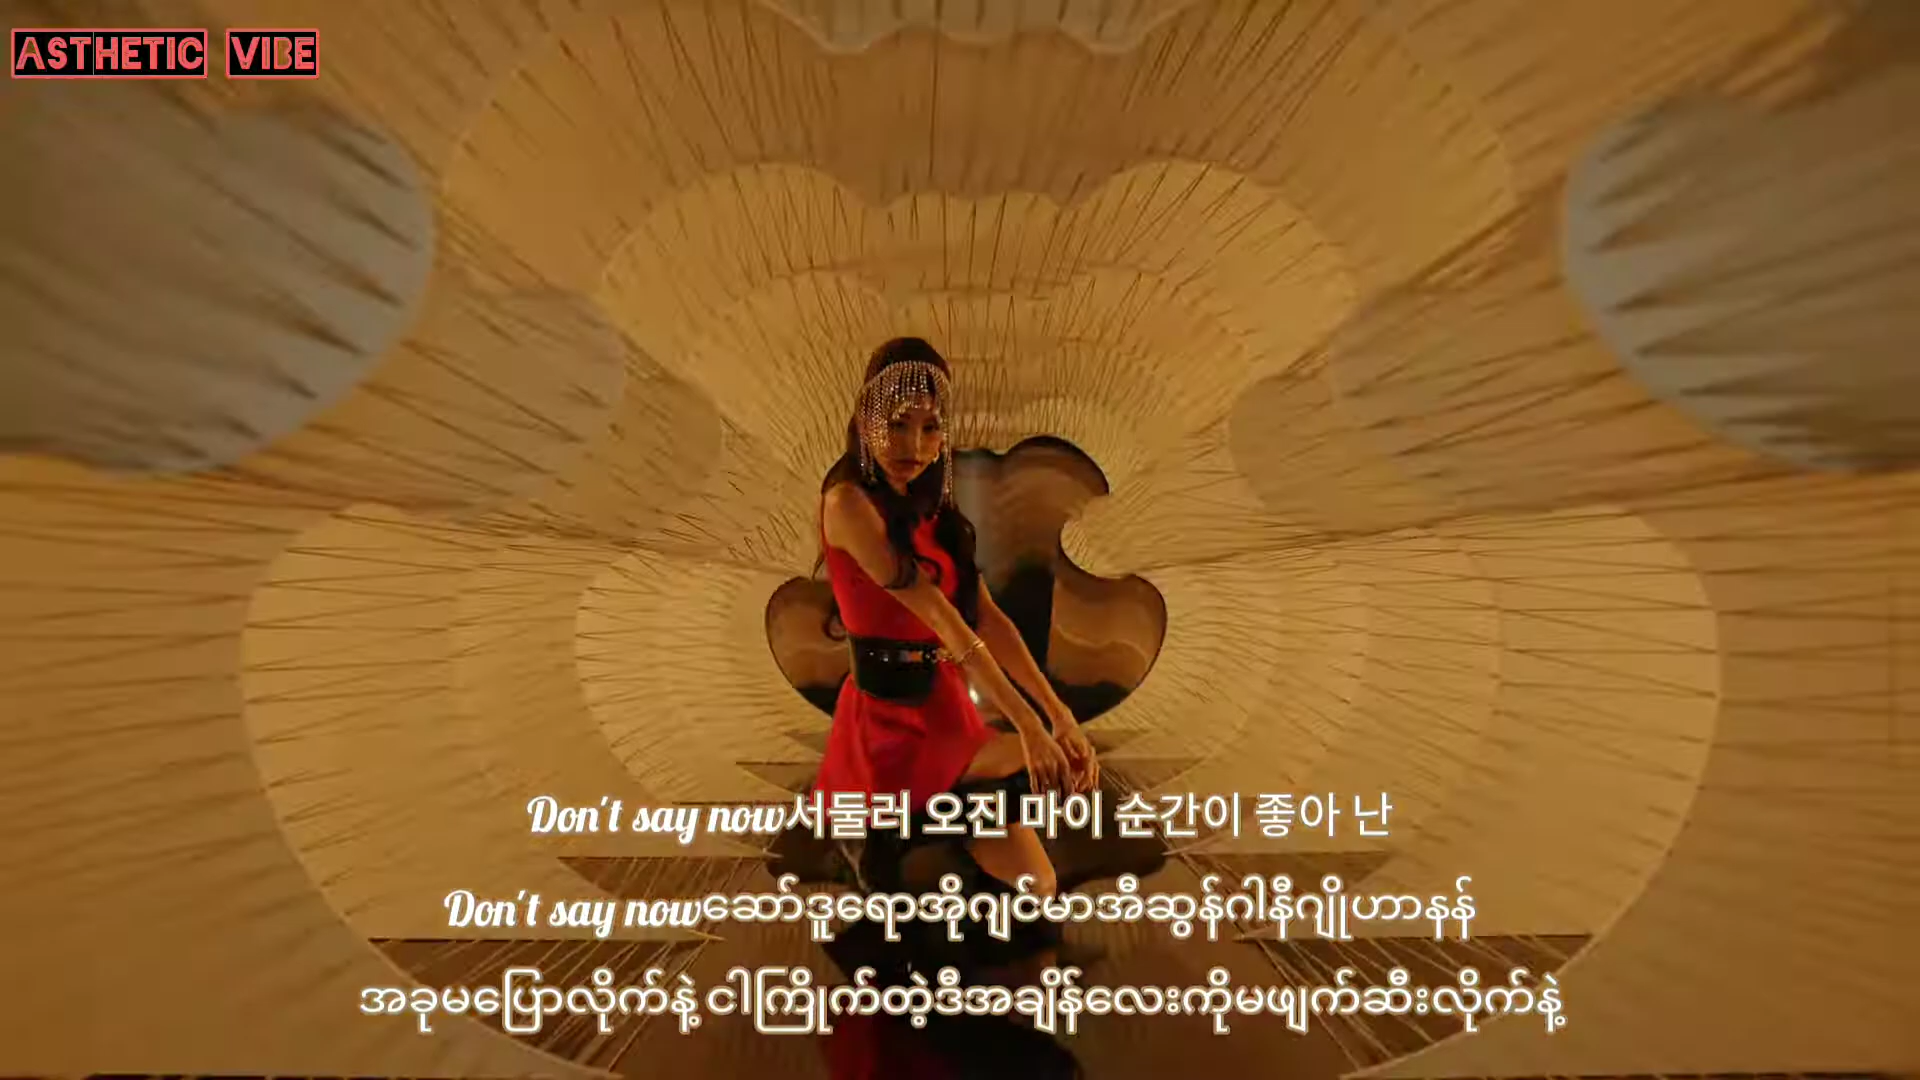 ASTHETIC VIBE
Don't say now서둘러 오진 마이 순간이 좋아 난
Don't say nowဆော်ဒူရောအိုဂျင်မာအီဆွန်ဂါနီဂျိုဟာနန်
အခုမပြောလိုက်နဲ့ ငါကြိုက်တဲ့ဒီအချိန်လေးကိုမဖျက်ဆီးလိုက်နဲ့